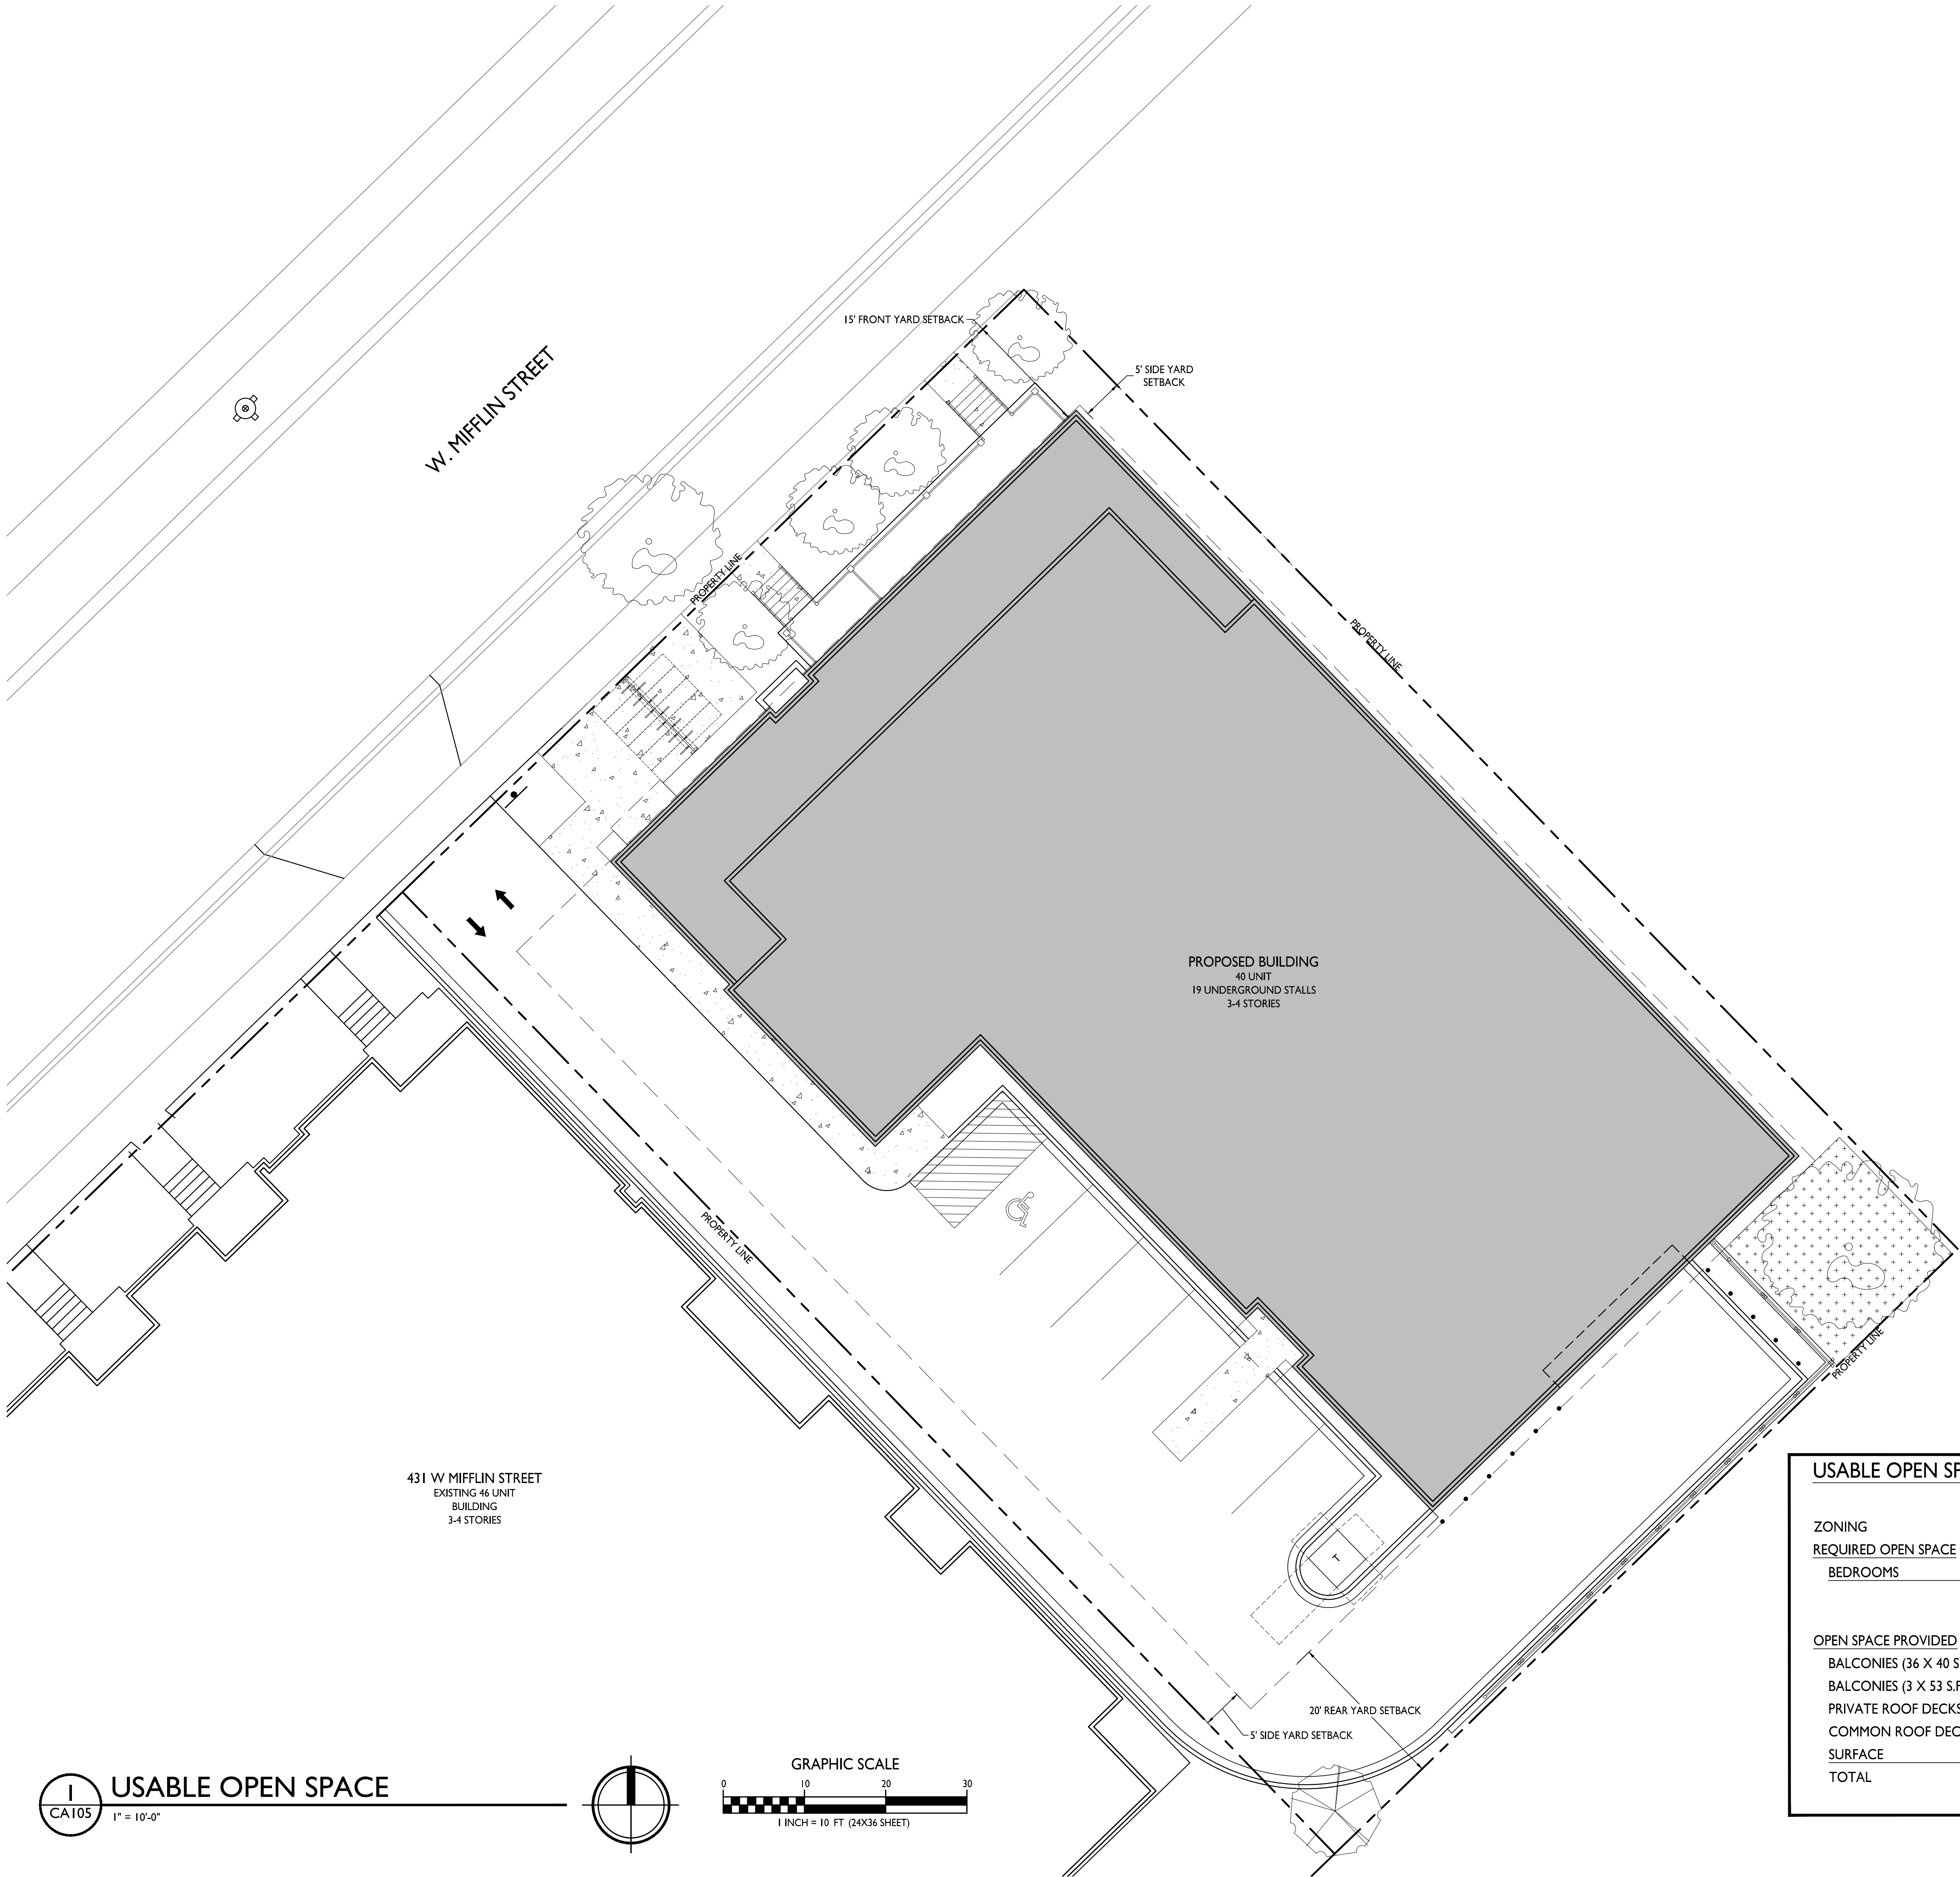 15' FRONT YARD SETBACK
5' SIDE YARD
SETBACK
W. MIFFLIN STREET
PROPERTY LINE
PROPERTY LINE
PROPOSED BUILDING
40 UNIT
19 UNDERGROUND STALLS
3-4 STORIES
PROPERTY LINE
PROPERTY LINE
431 W MIFFLIN STREET
EXISTING 46 UNIT
BUILDING
3-4 STORIES
T
20' REAR YARD SETBACK
5' SIDE YARD SETBACK
USABLE OPEN
ZONING
REQUIRED OPEN SPACE
BEDROOMS
OPEN SPACE PROVIDED
BALCONIES (36 X 40
BALCONIES (3 X 53
PRIVATE ROOF DECKS
COMMON ROOF
SURFACE
TOTAL
1
CA105
USABLE OPEN SPACE
1" = 10'-0"
GRAPHIC SCALE
0 10 20 30
1 INCH = 10 FT (24X36 SHEET)